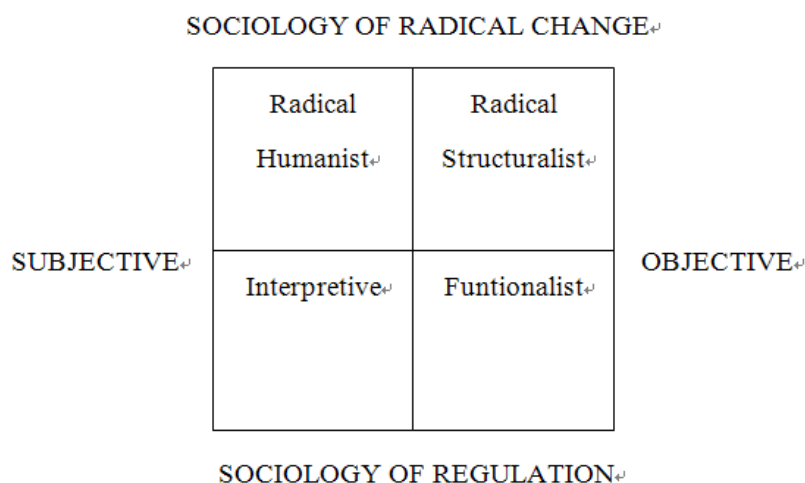 SOCIOLOGY OF RADICAL CHANGE
Radical
Humanist
Radical
Structuralist
SUBJECTIVE
OBJECTIVE
Interpretive
Funtionalist
SOCIOLOGY OF REGULATION